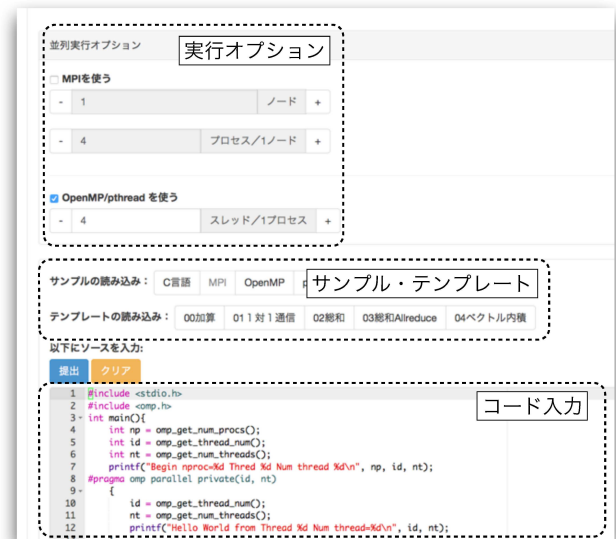 並列実行オプション
実行オプション
MPIを使う
- 1 ノード +
- 4 プロセス/1ノード +
OpenMP/pthread を使う
- 4 スレッド/1プロセス +
サンプルの読み込み： C言語 MPI OpenMP
サンプル・テンプレート
テンプレートの読み込み： 00加算 01１対１通信 02総和 03総和Allreduce 04ベクトル内積
以下にソースを入力:
提出 クリア
コード入力
1 #include <stdio.h>
2 #include <omp.h>
3 int main(){
4 int np = omp_get_num_procs();
5 int id = omp_get_thread_num();
6 int nt = omp_get_num_threads();
7 printf("Begin nproc=%d Thred %d Num thread %d\n", np, id, nt);
8 #pragma omp parallel private(id, nt)
9 {
10 id = omp_get_thread_num();
11 nt = omp_get_num_threads();
12 printf("Hello World from Thread %d Num thread=%d\n", id, nt);